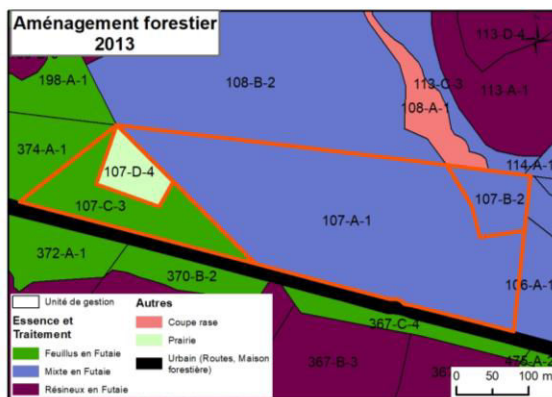 Aménagement forestier
2013
113-D-4
198-A-1
108-B-2
113-C-3
113-A-1
108-A-1
374-A-1
114-A-1
107-D-4
107-B-2
107-C-3
107-A-1
372-A-1
370-B-2
106-A-1
367-C-4
367-B-3
475-A-2
Unité de gestion
Essence et
Traitement
Feuillus en Futaie
Mixte en Futaie
Résineux en Futaie
Autres
Coupe rase
Prairie
Urbain (Routes, Maison
forestière)
0 50 100 m